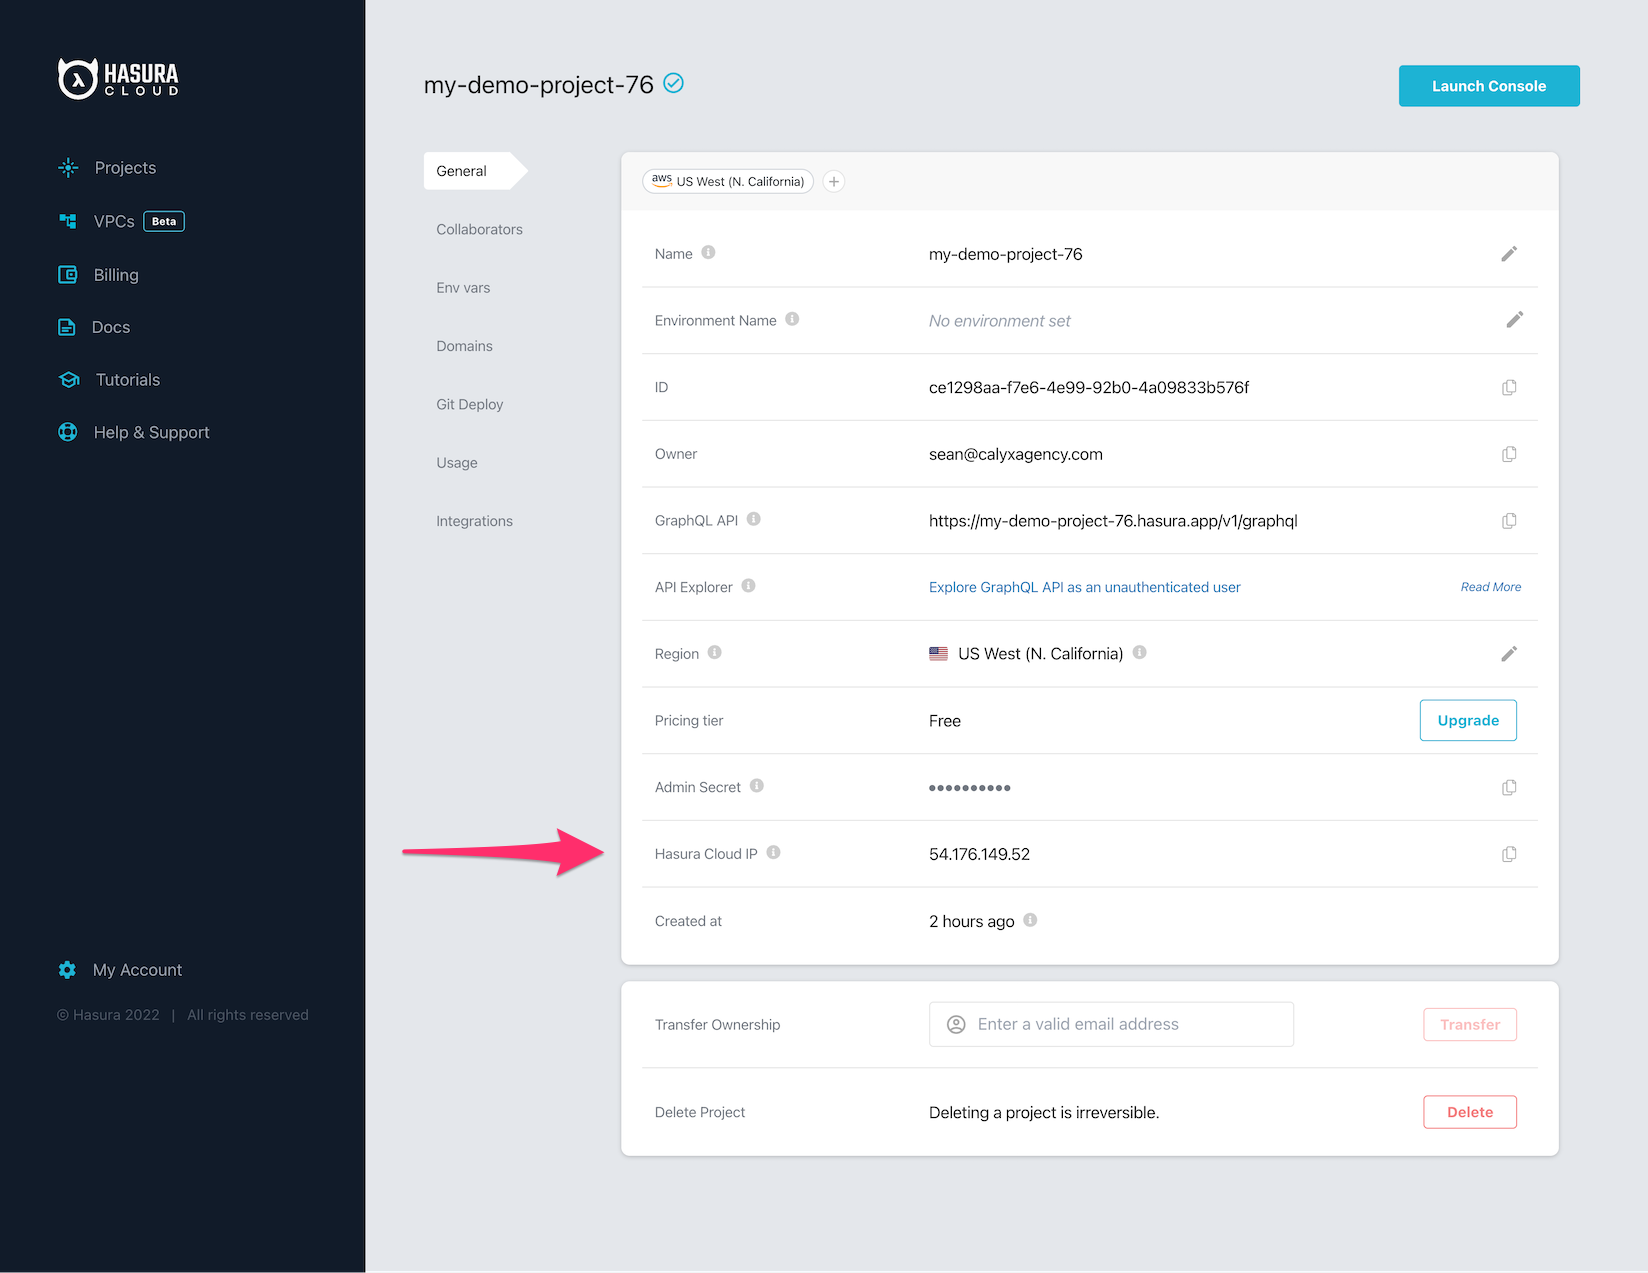 HASURA
CLOUD
Projects
VPCs Beta
Billing
Docs
Tutorials
Help & Support
My Account
© Hasura 2022 | All rights reserved
my-demo-project-76
Launch Console
General
Collaborators
Env vars
Domains
Git Deploy
Usage
Integrations
aws US West (N. California)
Name my-demo-project-76
Environment Name No environment set
ID ce1298aa-f7e6-4e99-92b0-4a09833b576f
Owner sean@calyxagency.com
GraphQL API https://my-demo-project-76.hasura.app/v1/graphql
API Explorer Explore GraphQL API as an unauthenticated user Read More
Region US West (N. California)
Pricing tier Free Upgrade
Admin Secret ••••••••••
Hasura Cloud IP 54.176.149.52
Created at 2 hours ago
Transfer Ownership Enter a valid email address Transfer
Delete Project Deleting a project is irreversible. Delete